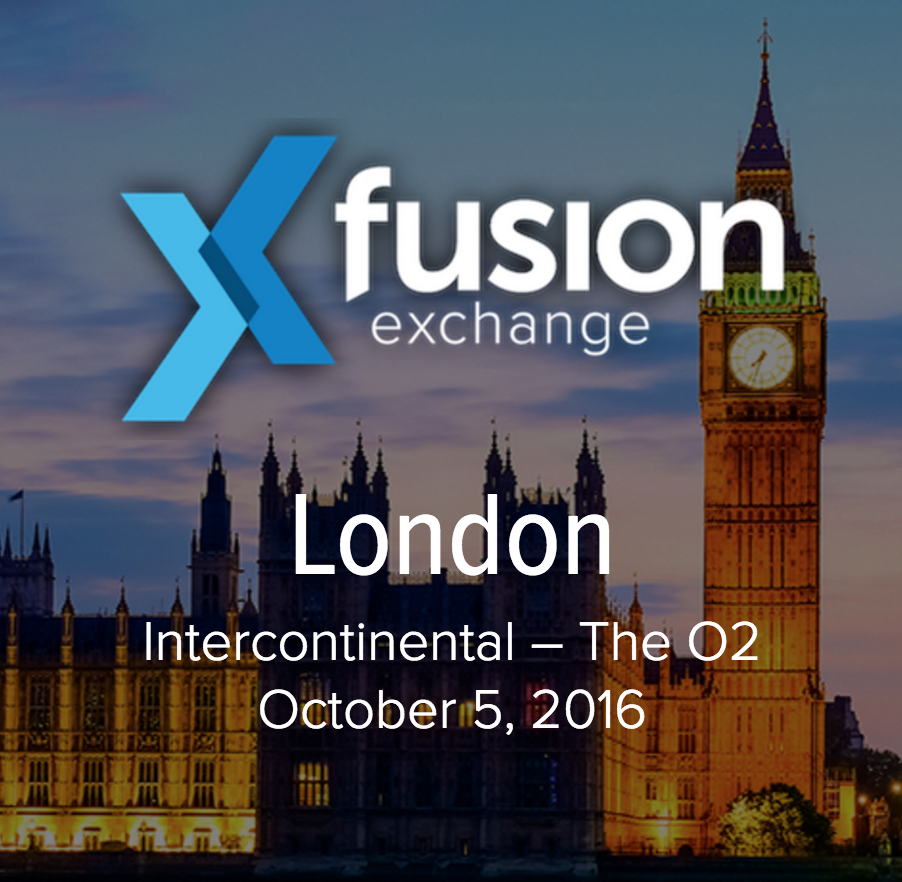 fusion
exchange
London
Intercontinental – The O2
October 5, 2016